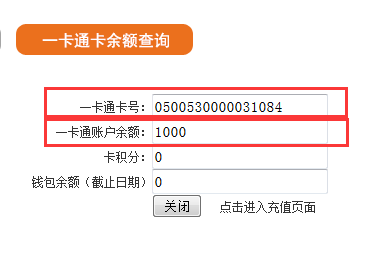 一卡通卡余额查询
一卡通卡号：0500530000031084
一卡通账户余额：1000
卡积分：0
钱包余额（截止日期）0
关闭 点击进入充值页面